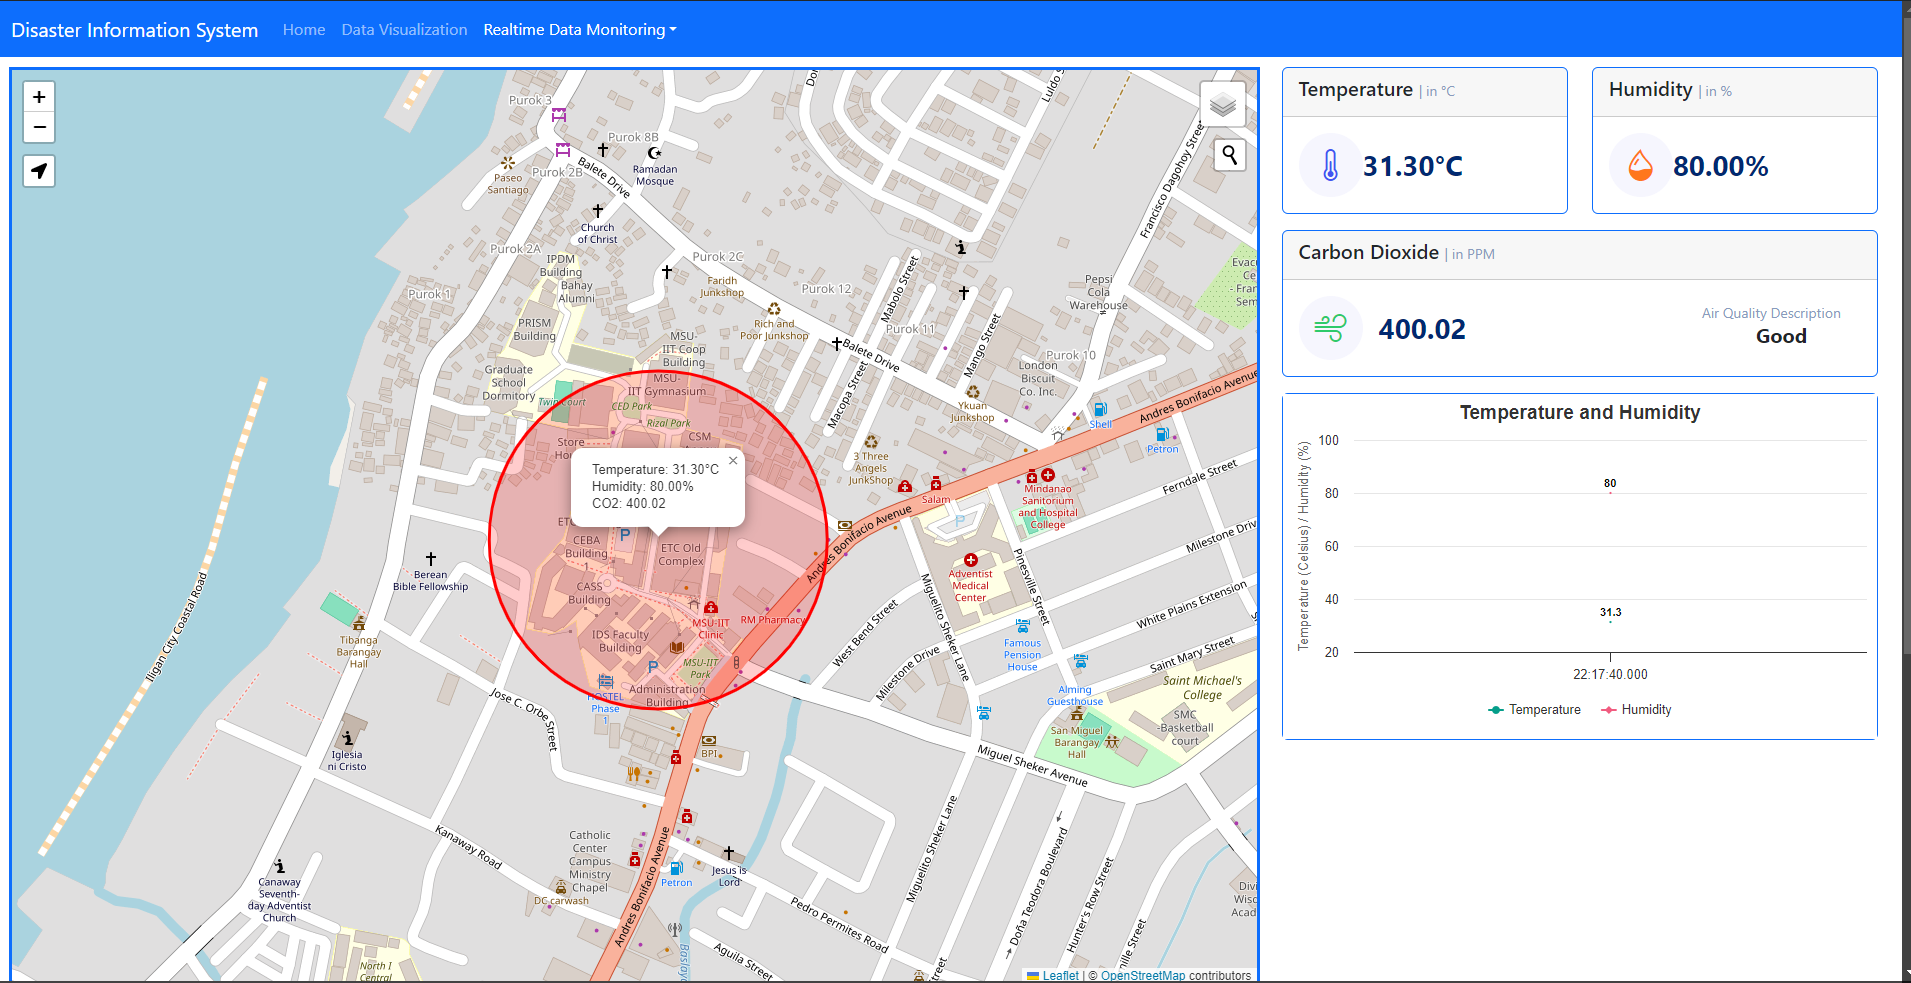 Disaster Information System
Home
Data Visualization
Realtime Data Monitoring
+
−
Purok 3
Purok 8B
Purok 2B
Balete Drive
Ramadan
Mosque
Paseo
Santiago
Church
of Christ
Purok 2A
Purok 2C
IPDM
Building
Bahay
Alumni
Faridh
Junkshop
Purok 1
Purok 12
Mabolo Street
Francisco Dagohoy Street
Pepsi
Cola
Warehouse
PRISM
Building
Rich and
Poor Junkshop
Purok 11
Mango Street
Balete Drive
Purok 10
MSU-
IIT Coop
Building
Graduate
School
Dormitory
MSU-
IIT Gymnasium
Twin Court
CED Park
Rizal Park
Macopa Street
London
Biscuit
Co. Inc.
Ykuan
Junkshop
Shell
Petron
Andres Bonifacio Avenue
CSM
Store
3 Three
Angels
JunkShop
Salam
Mindanao
Sanitorium
and Hospital
College
Ferndale Street
Temperature: 31.30°C
Humidity: 80.00%
CO2: 400.02
×
CEBA
Building
1
ETC Old
Complex
CASS
Building
IDS Faculty
Building
MSU-IIT
Clinic
RM Pharmacy
MSU-IIT
Park
Administration
Building
HOSTEL
Phase
1
Andres Bonifacio Avenue
Adventist
Medical
Center
Pinesville Street
Milestone Drive
White Plains Extension
Miguelito Sheker Lane
West Bend Street
Milestone Drive
Famous
Pension
House
Saint Mary Street
Alming
Guesthouse
Saint Michael's
College
SMC
-Basketball
court
San Miguel
Barangay
Hall
Miguel Sheker Avenue
Berean
Bible Fellowship
Tibanga
Barangay
Hall
Iligan City Coastal Road
Jose C. Orbe Street
Iglesia
ni Cristo
BPI
Kanaway Road
Catholic
Center
Campus
Ministry
Chapel
DC carwash
Andres Bonifacio Avenue
Petron
Jesus is
Lord
Pedro Permites Road
Aguila Street
Miguelito Sheker Lane
Doña Teodora Boulevard
Hunter's Row Street
Canaway
Seventh-
day Adventist
Church
North I
Central
Leaflet | © OpenStreetMap contributors
Temperature | in °C
31.30°C
Humidity | in %
80.00%
Carbon Dioxide | in PPM
400.02
Air Quality Description
Good
Temperature and Humidity
Temperature (Celsius) / Humidity (%)
100
80
60
40
20
80
31.3
22:17:40.000
Temperature
Humidity